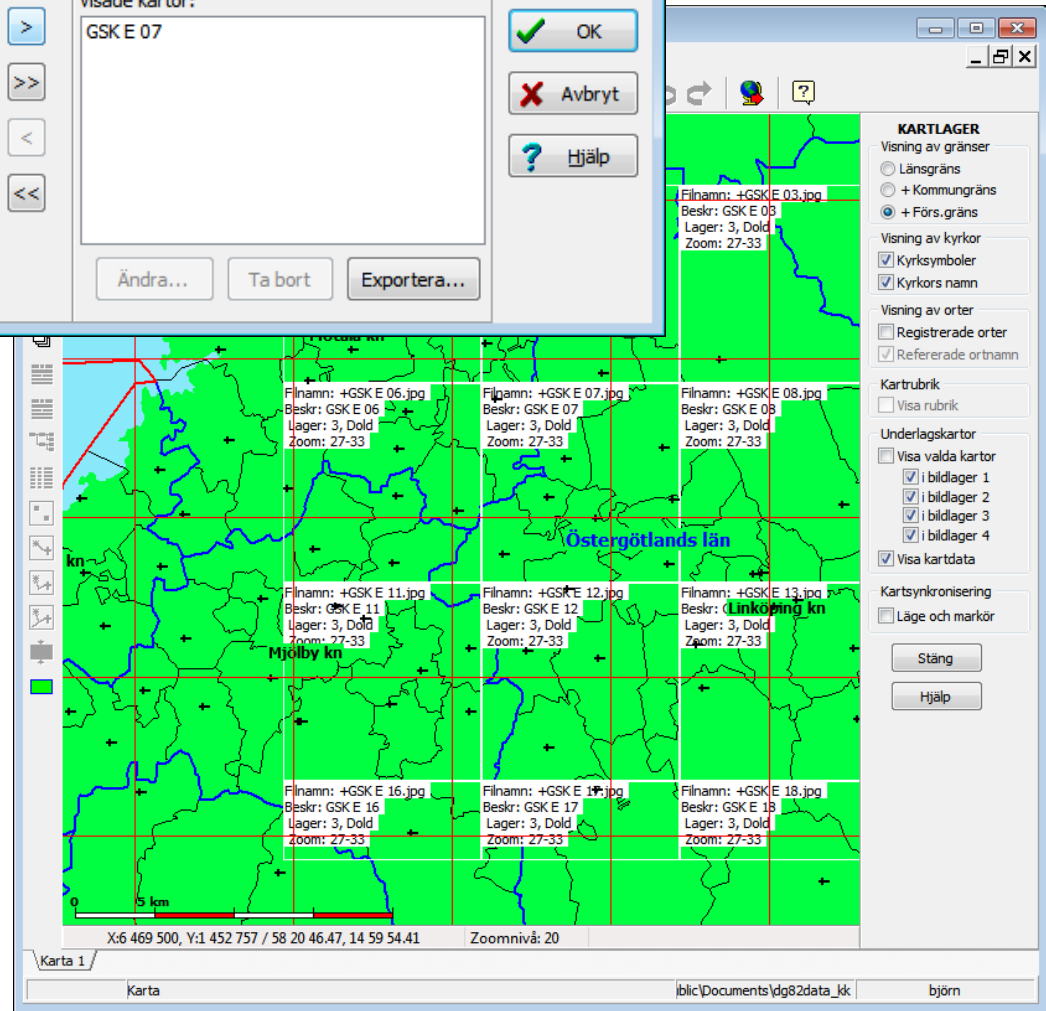 visade kartor:
GSK E 07
>
>>
<
<<
OK
Avbryt
Hjälp
Ändra...
Ta bort
Exportera...
Motala kn
Filnamn: +GSK E 03.jpg
Beskr: GSK E 03
Lager: 3, Dold
Zoom: 27-33
Filnamn: +GSK E 06.jpg
Beskr: GSK E 06
Lager: 3, Dold
Zoom: 27-33
Filnamn: +GSK E 07.jpg
Beskr: GSK E 07
Lager: 3, Dold
Zoom: 27-33
Filnamn: +GSK E 08.jpg
Beskr: GSK E 08
Lager: 3, Dold
Zoom: 27-33
Östergötlands län
kn
Filnamn: +GSK E 11.jpg
Beskr: GSK E 11
Lager: 3, Dold
Zoom: 27-33
Mjölby kn
Filnamn: +GSK E 12.jpg
Beskr: GSK E 12
Lager: 3, Dold
Zoom: 27-33
Filnamn: +GSK E 13.jpg
Beskr:
Linköping kn
Lager: 3, Dold
Zoom: 27-33
Filnamn: +GSK E 16.jpg
Beskr: GSK E 16
Lager: 3, Dold
Zoom: 27-33
Filnamn: +GSK E 17.jpg
Beskr: GSK E 17
Lager: 3, Dold
Zoom: 27-33
Filnamn: +GSK E 18.jpg
Beskr: GSK E 18
Lager: 3, Dold
Zoom: 27-33
0 5 km
X:6 469 500, Y:1 452 757 / 58 20 46.47, 14 59 54.41
Zoomnivå: 20
KARTLAGER
Visning av gränser
Länsgräns
+ Kommungräns
+ Förs.gräns
Visning av kyrkor
Kyrksymboler
Kyrkors namn
Visning av orter
Registrerade orter
Refererade ortnamn
Kartrubrik
Visa rubrik
Underlagskartor
Visa valda kartor
i bildlager 1
i bildlager 2
i bildlager 3
i bildlager 4
Visa kartdata
Kartsynkronisering
Läge och markör
Stäng
Hjälp
Karta 1
Karta
ıblic\Documents\dg82data_kk
björn